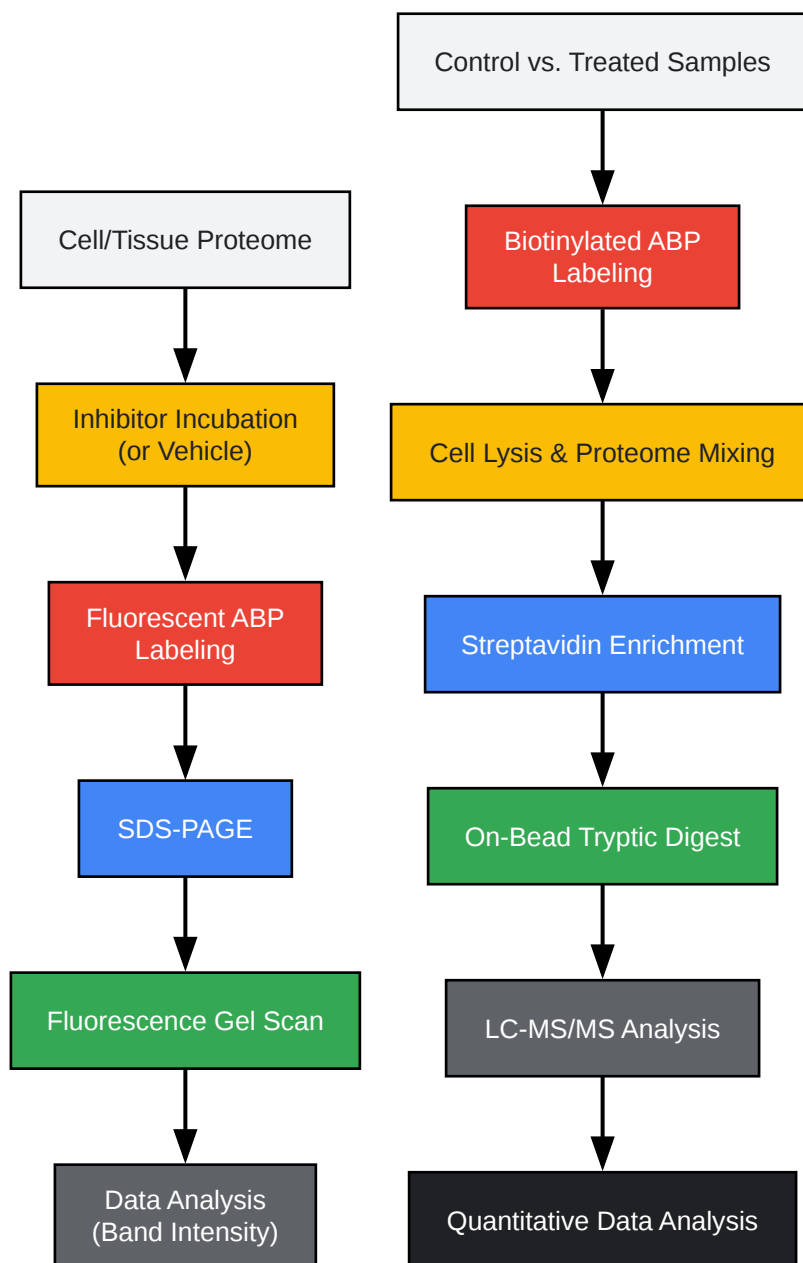 Cell/Tissue Proteome
Inhibitor Incubation
(or Vehicle)
Fluorescent ABP
Labeling
SDS-PAGE
Fluorescence Gel Scan
Data Analysis
(Band Intensity)
Control vs. Treated Samples
Biotinylated ABP
Labeling
Cell Lysis & Proteome Mixing
Streptavidin Enrichment
On-Bead Tryptic Digest
LC-MS/MS Analysis
Quantitative Data Analysis